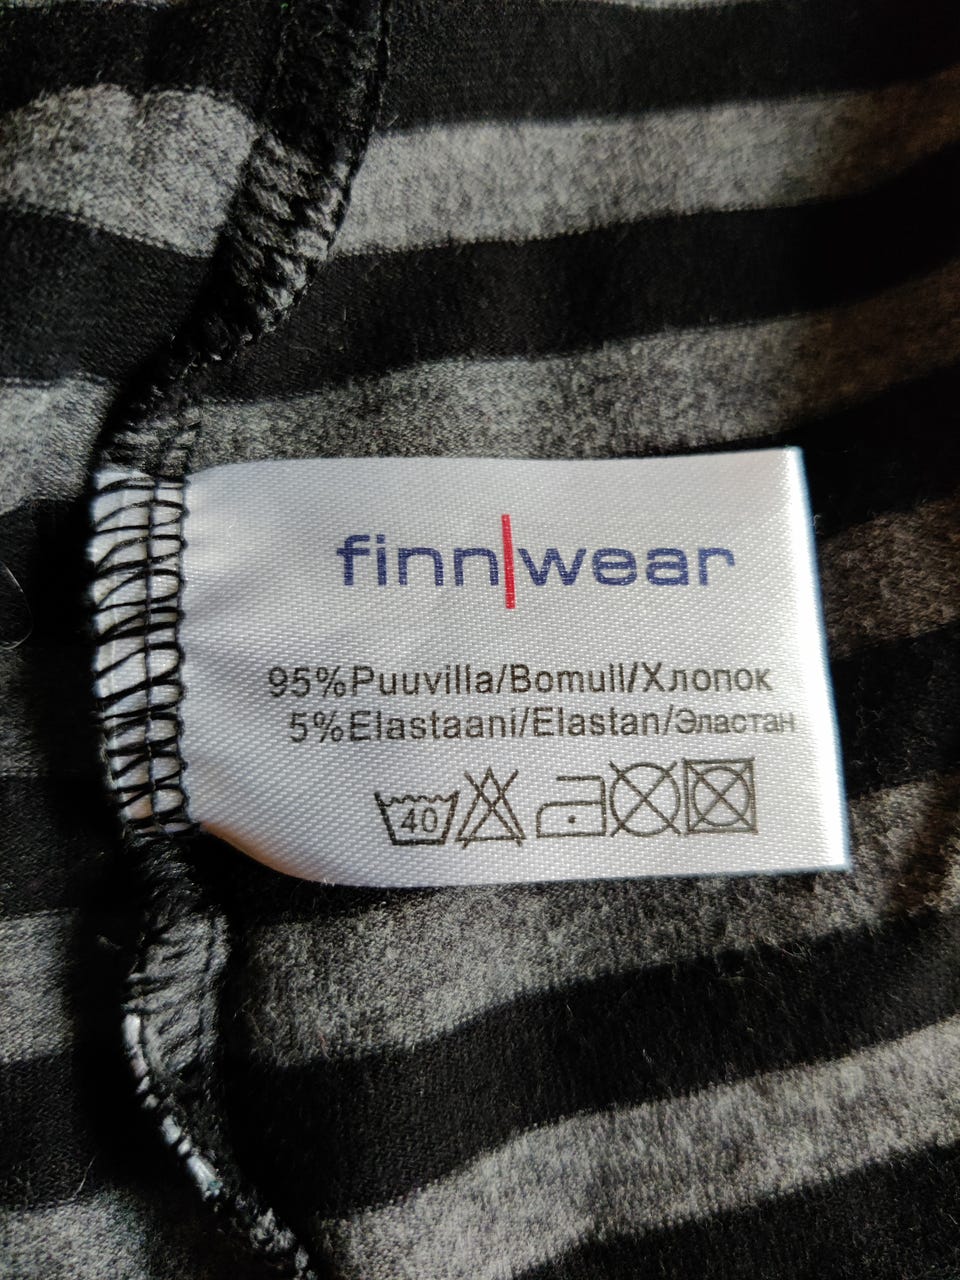 finn|wear
95%Puuvilla/Bomull/Хлопок
5%Elastaani/Elastan/Эластан
40